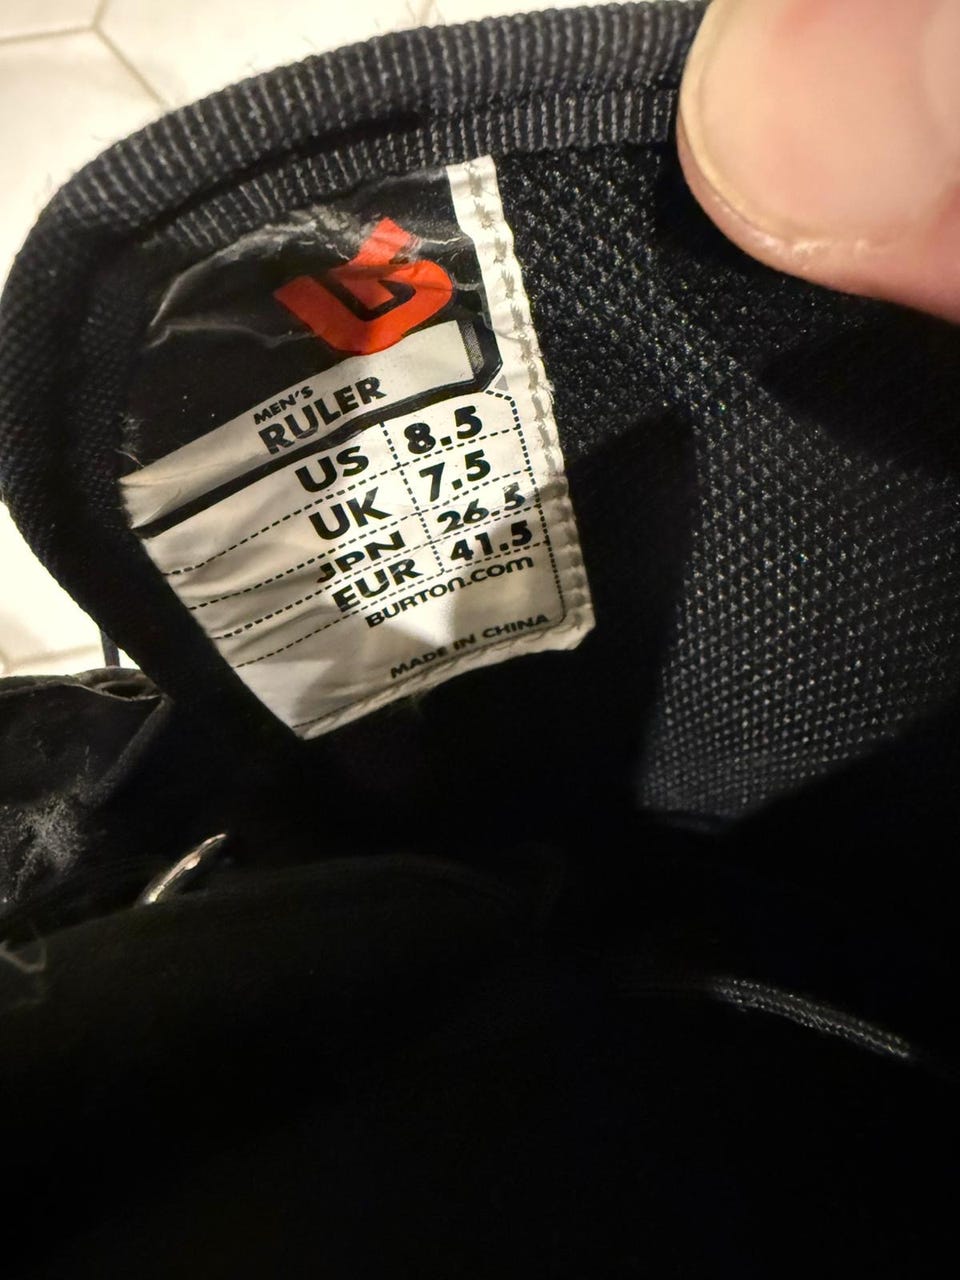 MEN'S
RULER
US 8.5
UK 7.5
JPN 26.5
EUR 41.5
BURTON.COM
MADE IN CHINA